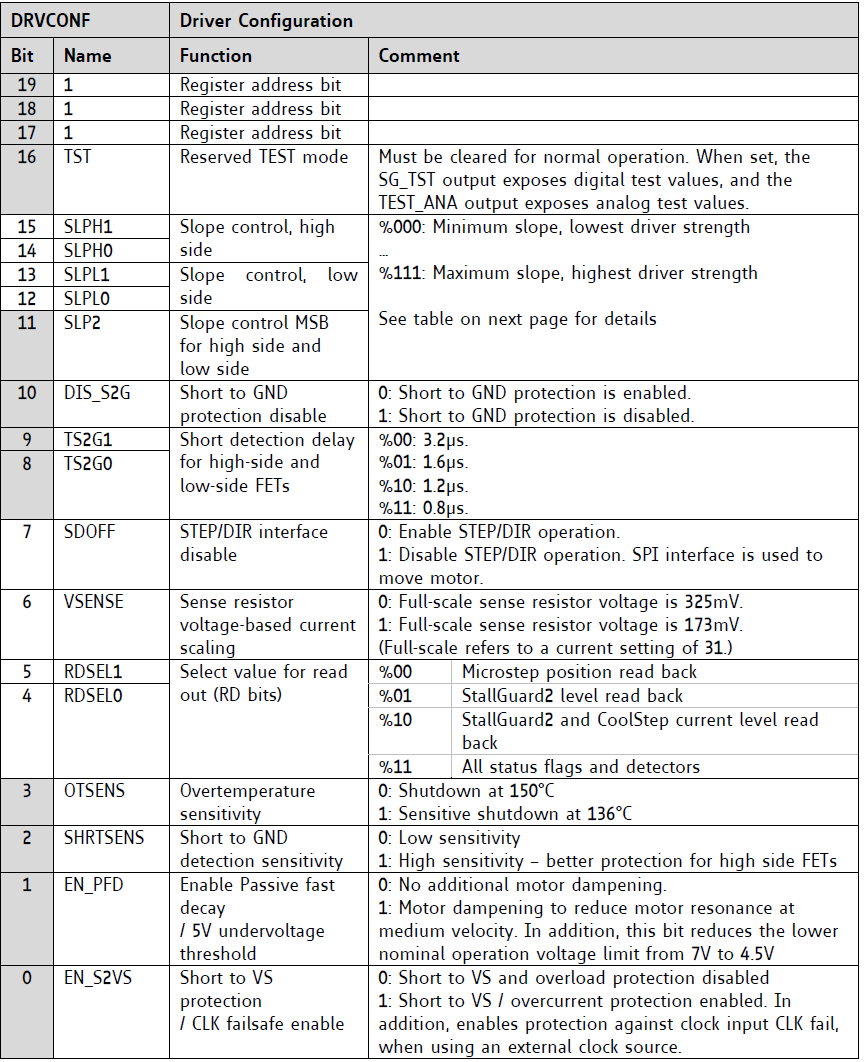 DRVCONF Driver Configuration
Bit Name Function Comment
19 1 Register address bit
18 1 Register address bit
17 1 Register address bit
16 TST Reserved TEST mode Must be cleared for normal operation. When set, the
SG_TST output exposes digital test values, and the
TEST_ANA output exposes analog test values.
15 SLPH1 Slope control, high %000: Minimum slope, lowest driver strength
14 SLPH0 side …
13 SLPL1 Slope control, low %111: Maximum slope, highest driver strength
12 SLPL0 side
11 SLP2 Slope control MSB See table on next page for details
for high side and
low side
10 DIS_S2G Short to GND 0: Short to GND protection is enabled.
protection disable 1: Short to GND protection is disabled.
9 TS2G1 Short detection delay %00: 3.2µs.
8 TS2G0 for high-side and %01: 1.6µs.
low-side FETs %10: 1.2µs.
%11: 0.8µs.
7 SDOFF STEP/DIR interface 0: Enable STEP/DIR operation.
disable 1: Disable STEP/DIR operation. SPI interface is used to
move motor.
6 VSENSE Sense resistor 0: Full-scale sense resistor voltage is 325mV.
voltage-based current 1: Full-scale sense resistor voltage is 173mV.
scaling (Full-scale refers to a current setting of 31.)
5 RDSEL1 Select value for read %00 Microstep position read back
4 RDSEL0 out (RD bits) %01 StallGuard2 level read back
%10 StallGuard2 and CoolStep current level read
back
%11 All status flags and detectors
3 OTSENS Overtemperature 0: Shutdown at 150°C
sensitivity 1: Sensitive shutdown at 136°C
2 SHRTSENS Short to GND 0: Low sensitivity
detection sensitivity 1: High sensitivity – better protection for high side FETs
1 EN_PFD Enable Passive fast 0: No additional motor dampening.
decay 1: Motor dampening to reduce motor resonance at
/ 5V undervoltage medium velocity. In addition, this bit reduces the lower
threshold nominal operation voltage limit from 7V to 4.5V
0 EN_S2VS Short to VS 0: Short to VS and overload protection disabled
protection 1: Short to VS / overcurrent protection enabled. In
/ CLK failsafe enable addition, enables protection against clock input CLK fail,
when using an external clock source.